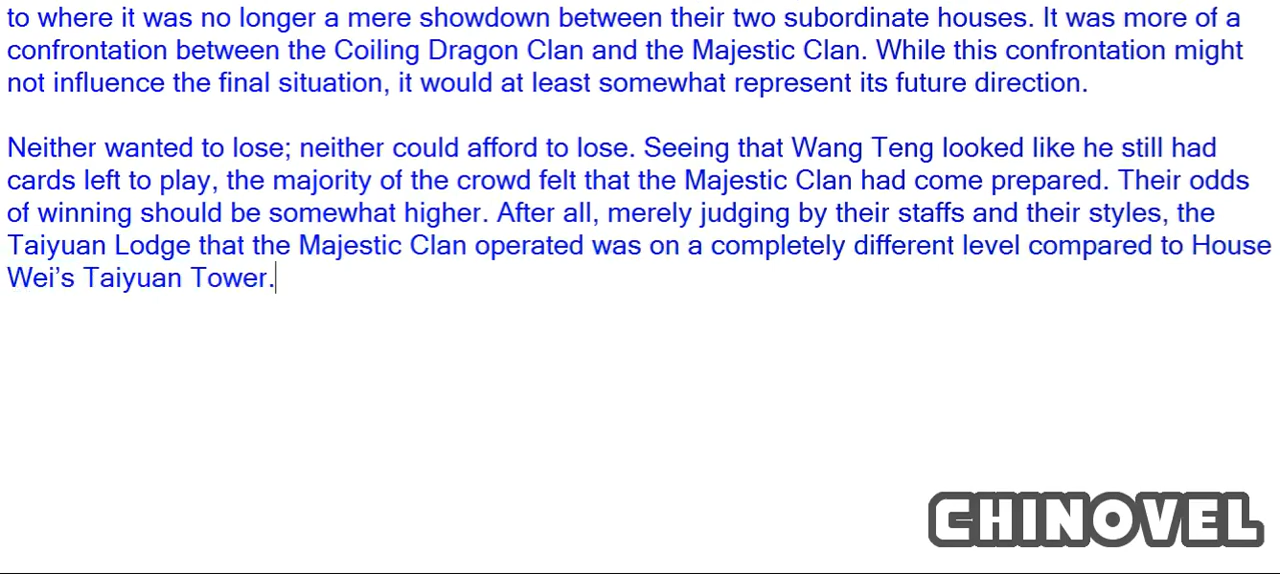 to where it was no longer a mere showdown between their two subordinate houses. It was more of a
confrontation between the Coiling Dragon Clan and the Majestic Clan. While this confrontation might
not influence the final situation, it would at least somewhat represent its future direction.
Neither wanted to lose; neither could afford to lose. Seeing that Wang Teng looked like he still had
cards left to play, the majority of the crowd felt that the Majestic Clan had come prepared. Their odds
of winning should be somewhat higher. After all, merely judging by their staffs and their styles, the
Taiyuan Lodge that the Majestic Clan operated was on a completely different level compared to House
Wei’s Taiyuan Tower.
CHINOVEL